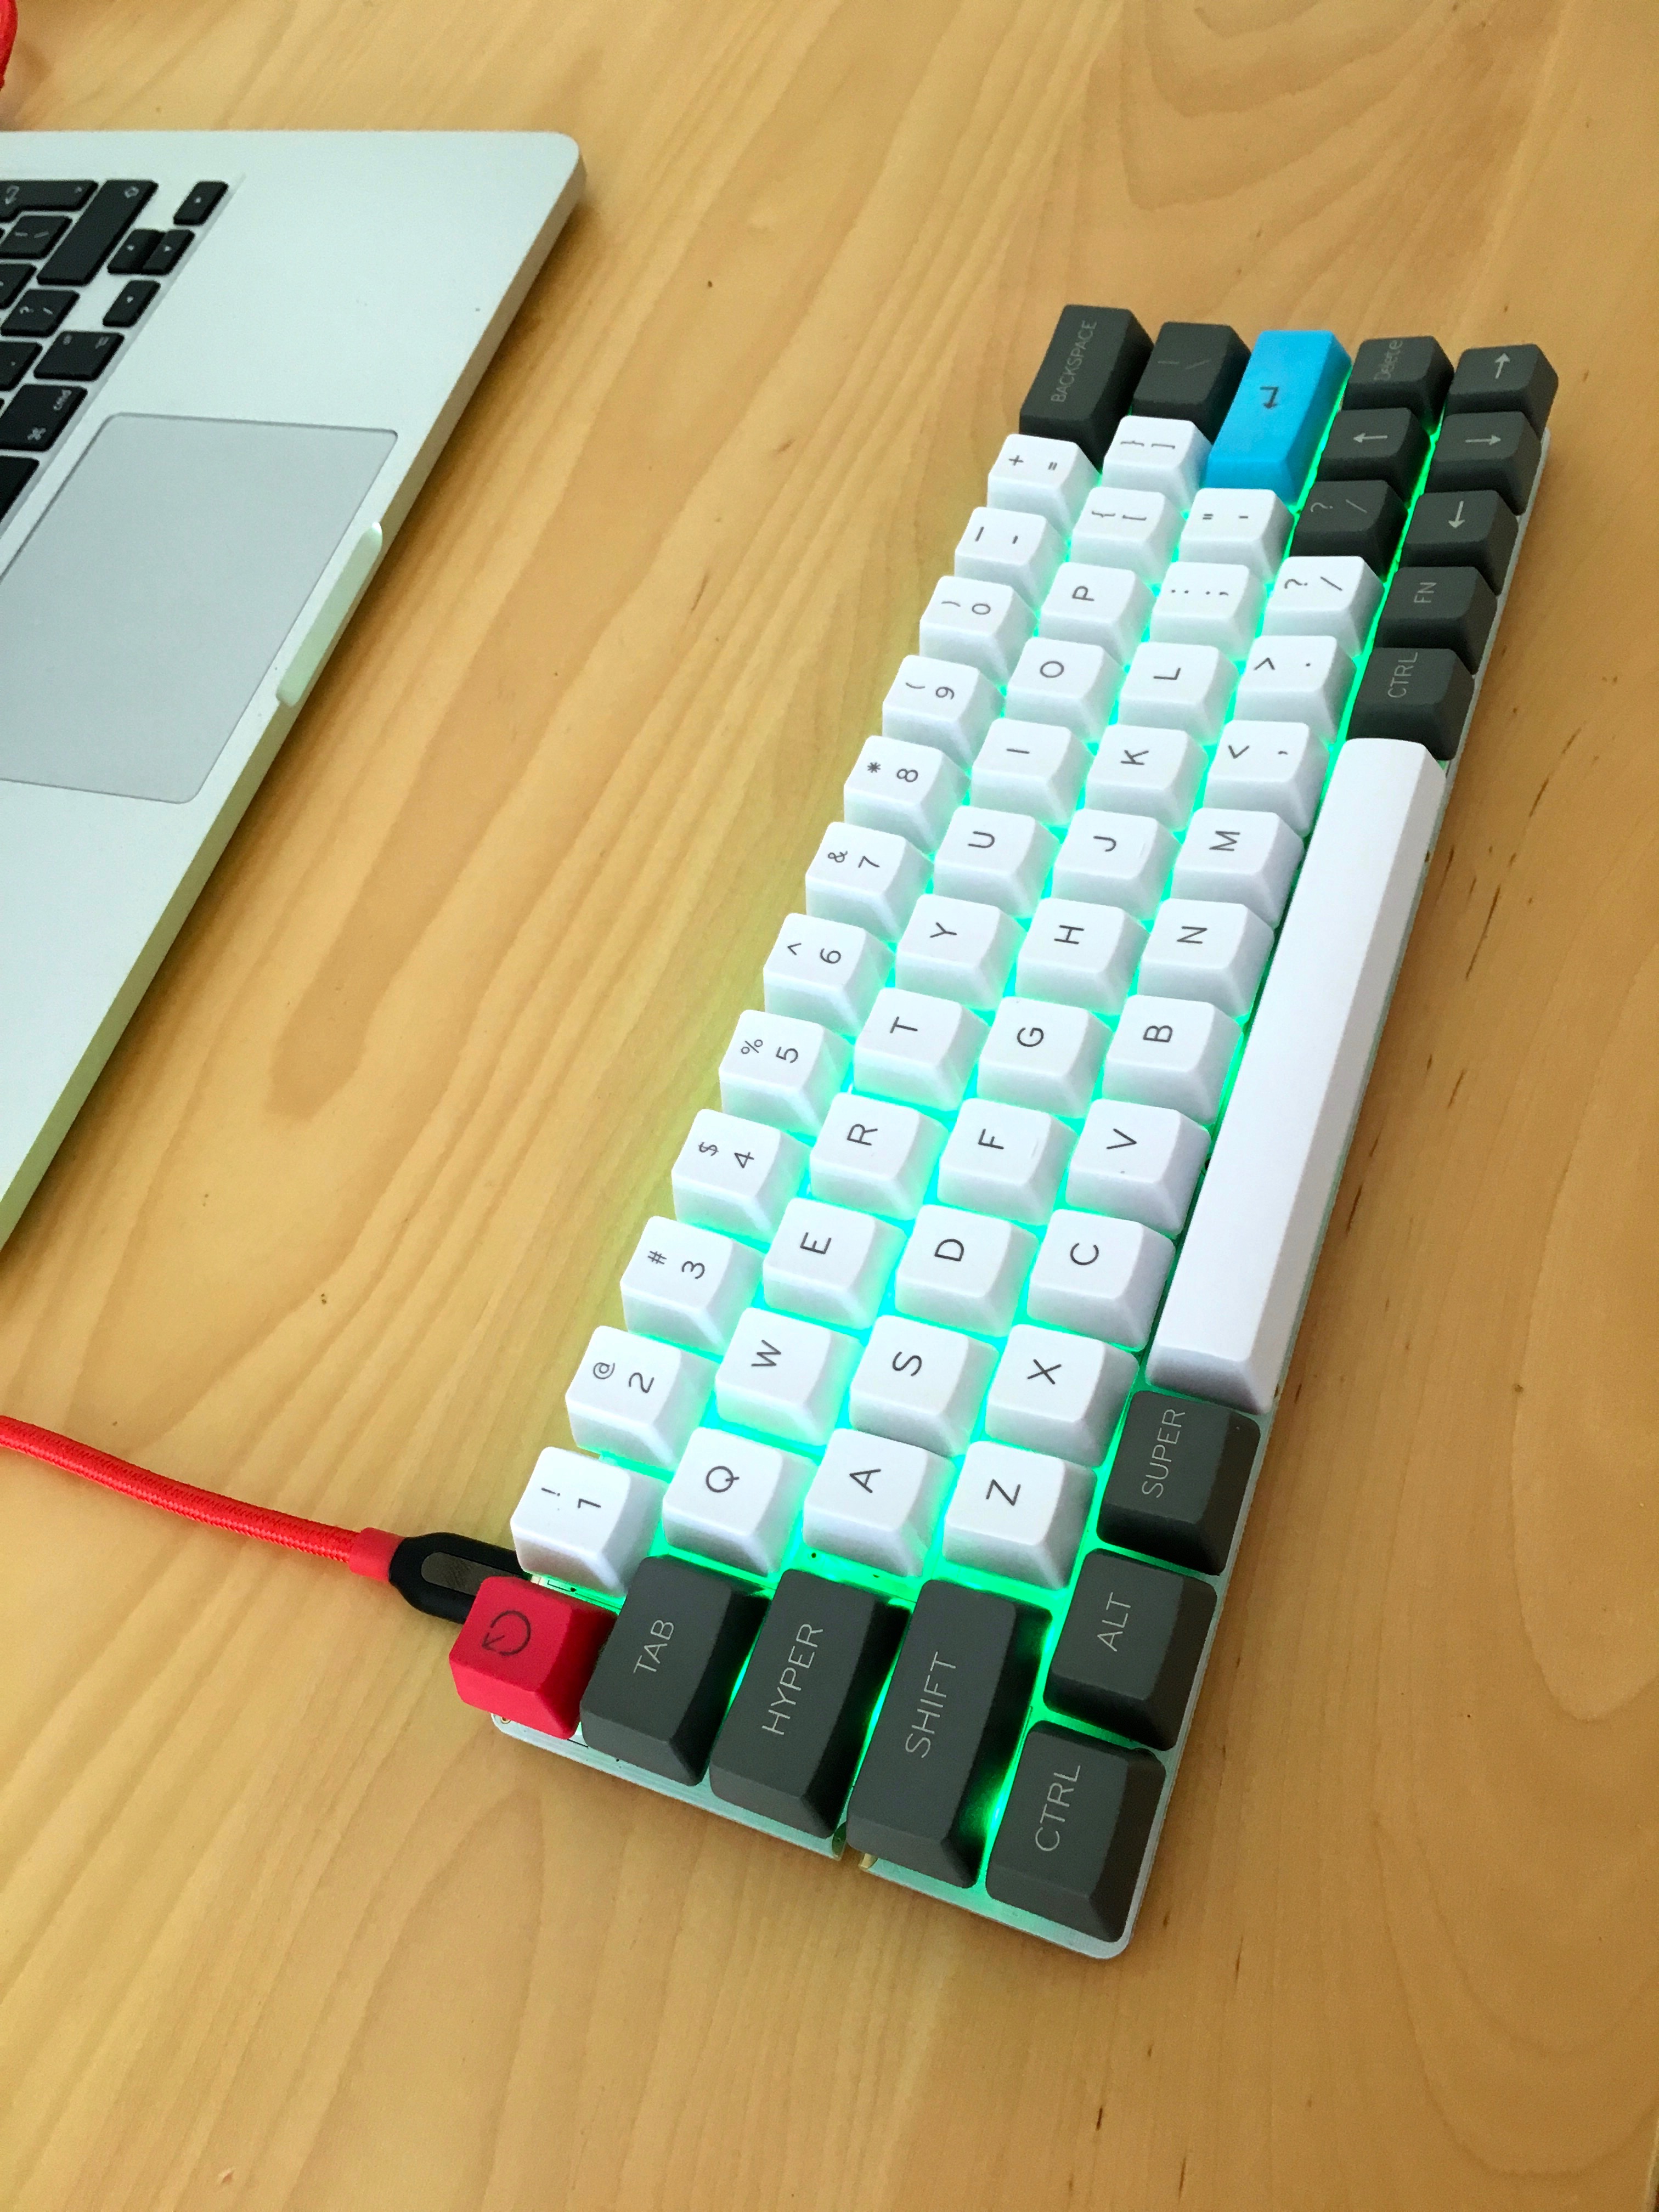 ! 1 @ 2 # 3 $ 4 % 5 ^ 6 & 7 * 8 ( 9 ) 0 _ - + = BACKSPACE
TAB Q W E R T Y U I O P { [ } ] | \
HYPER A S D F G H J K L : ; " ' ↵
SHIFT Z X C V B N M < , > . ? / ? / ↑ Delete
CTRL ALT SUPER CTRL FN ← ↓ →
cmd ⌘
? /